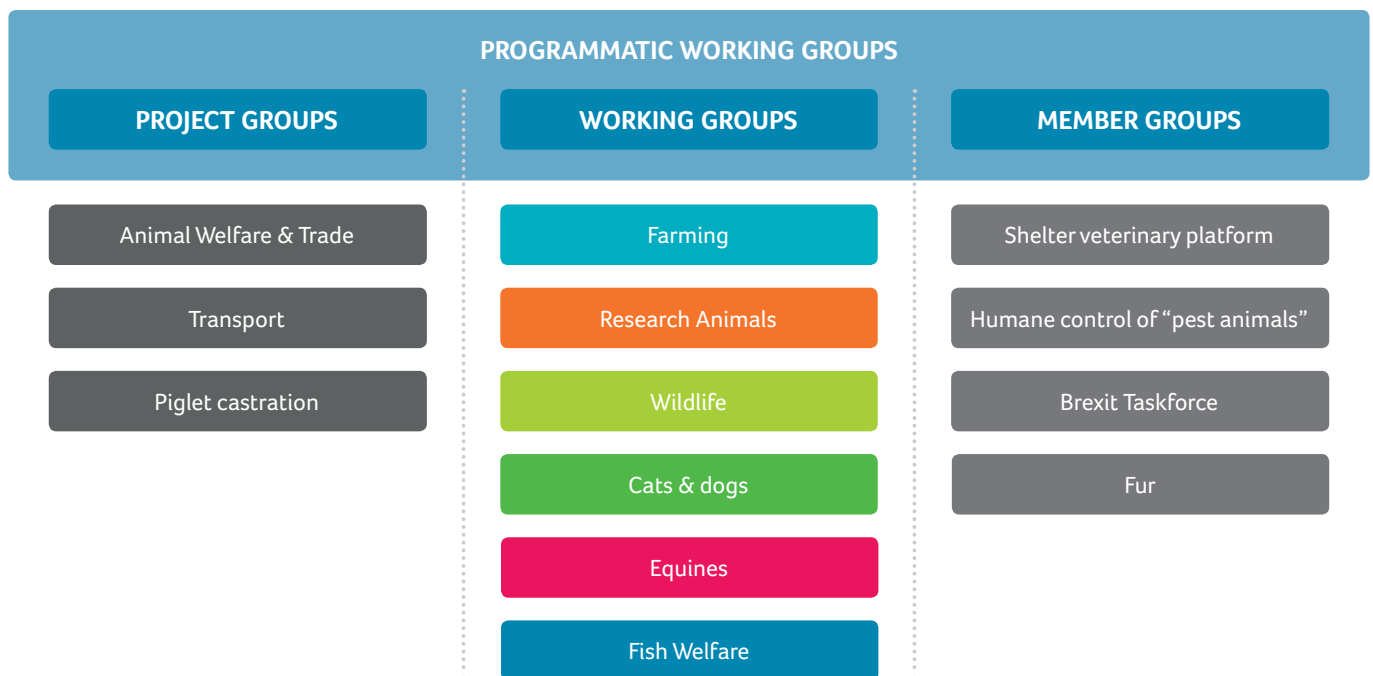 PROGRAMMATIC WORKING GROUPS
PROJECT GROUPS
Animal Welfare & Trade
Transport
Piglet castration
WORKING GROUPS
Farming
Research Animals
Wildlife
Cats & dogs
Equines
Fish Welfare
MEMBER GROUPS
Shelter veterinary platform
Humane control of “pest animals”
Brexit Taskforce
Fur